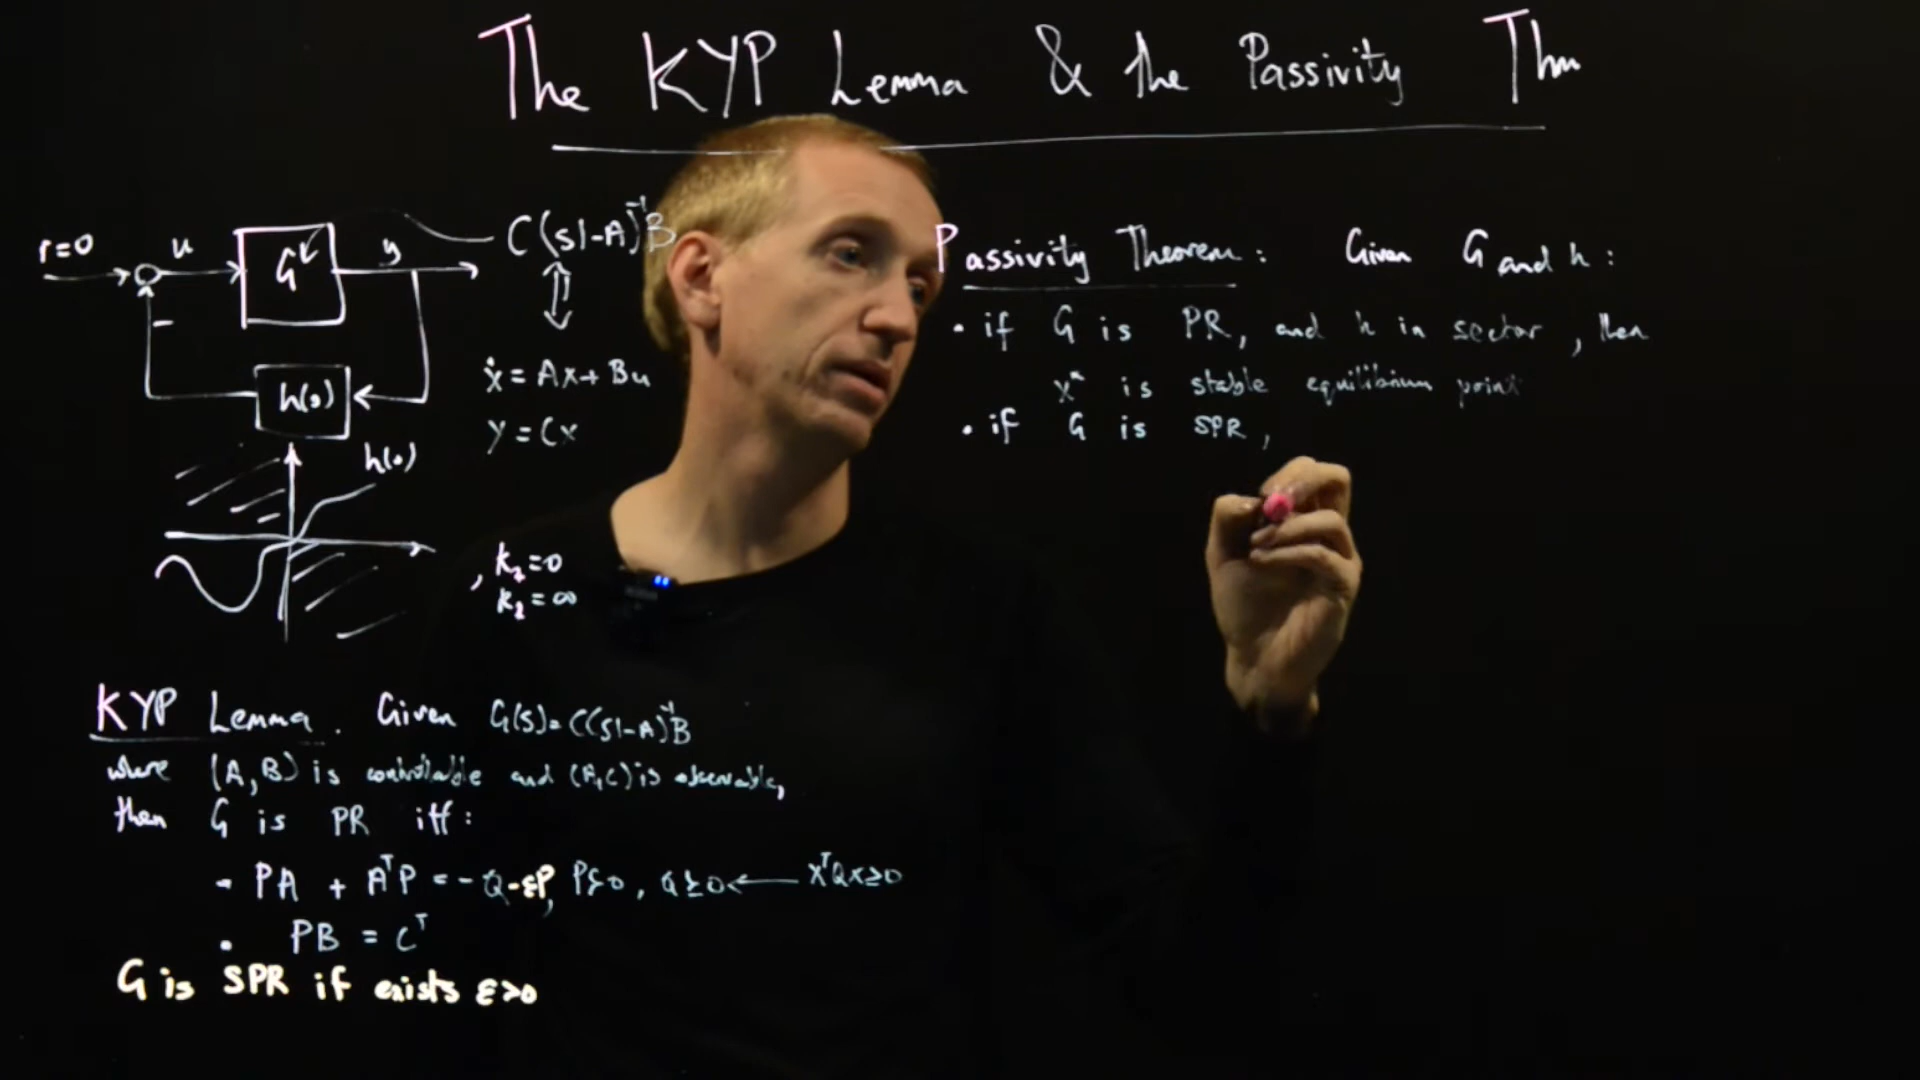 The KYP Lemma & the Passivity Thm
r=0 u G y C(sI-A)⁻¹B
-
h(·)
ẋ = Ax + Bu
y = Cx
h(·)
, k₁=0
k₂=∞
KYP Lemma. Given G(s)=C(sI-A)⁻¹B
where (A,B) is controllable and (A,C) is observable,
then G is PR iff:
- PA + AᵀP = -Q-εP, P≻0, Q⪰0 ← xᵀQx≥0
• PB = Cᵀ
G is SPR if exists ε>0
Passivity Theorem: Given G and h:
• if G is PR, and h in sector, then
x* is stable equilibrium point
• if G is SPR,